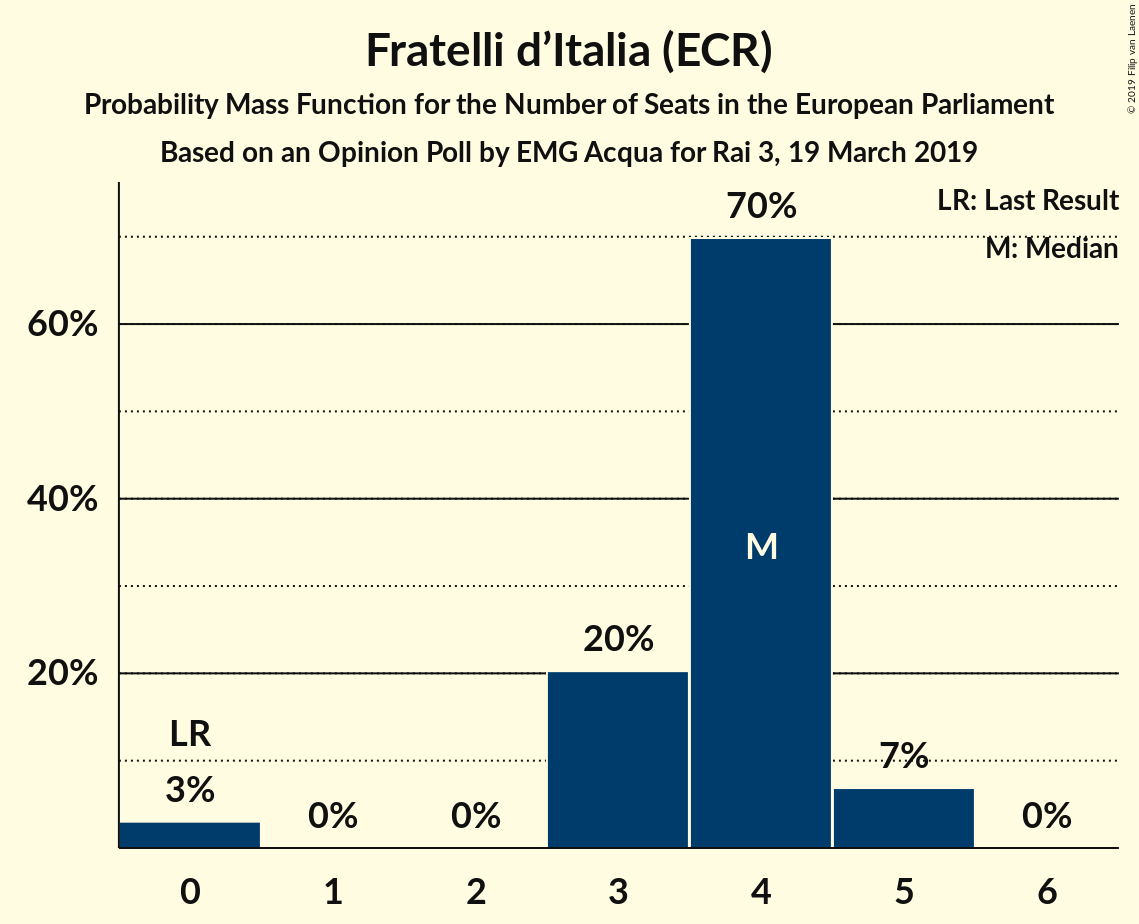 Fratelli d’Italia (ECR)
Probability Mass Function for the Number of Seats in the European Parliament
Based on an Opinion Poll by EMG Acqua for Rai 3, 19 March 2019
© 2019 Filip van Laenen
LR: Last Result
M: Median
70%
60%
40%
M
20%
20%
LR
3%
0%
0%
7%
0%
0
1
2
3
4
5
6